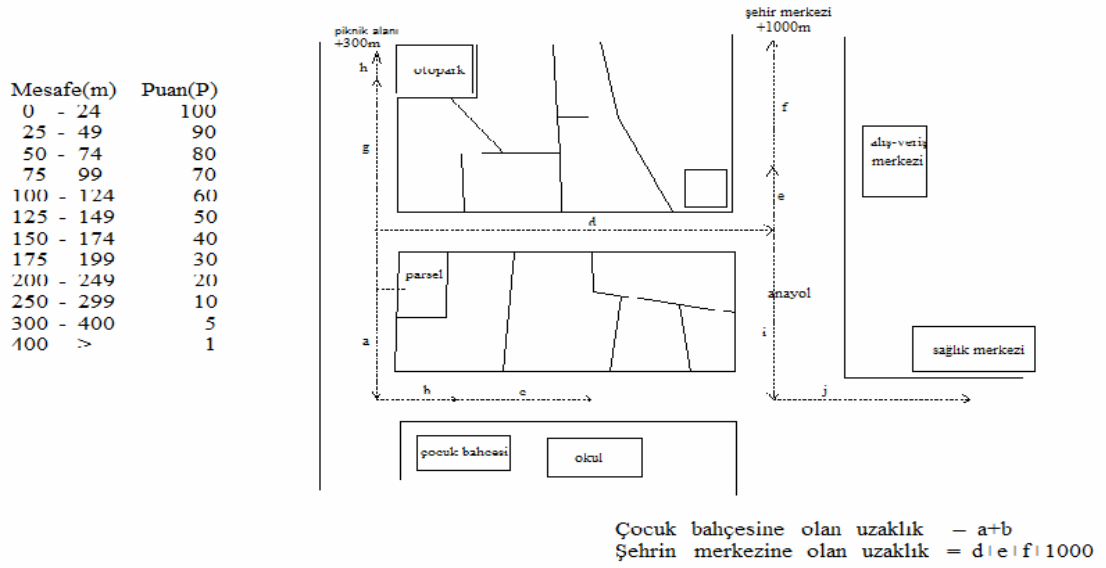 Mesafe(m) Puan(P)
0 - 24 100
25 - 49 90
50 - 74 80
75 99 70
100 - 124 60
125 - 149 50
150 - 174 40
175 199 30
200 - 249 20
250 - 299 10
300 - 400 5
400 > 1
piknik alanı
+300m
h
otopark
g
şehir merkezi
+1000m
f
alış-veriş
merkezi
e
d
parsel
anayol
a
i
sağlık merkezi
b
c
j
çocuk bahçesi
okul
Çocuk bahçesine olan uzaklık = a+b
Şehrin merkezine olan uzaklık = d+e+f+1000